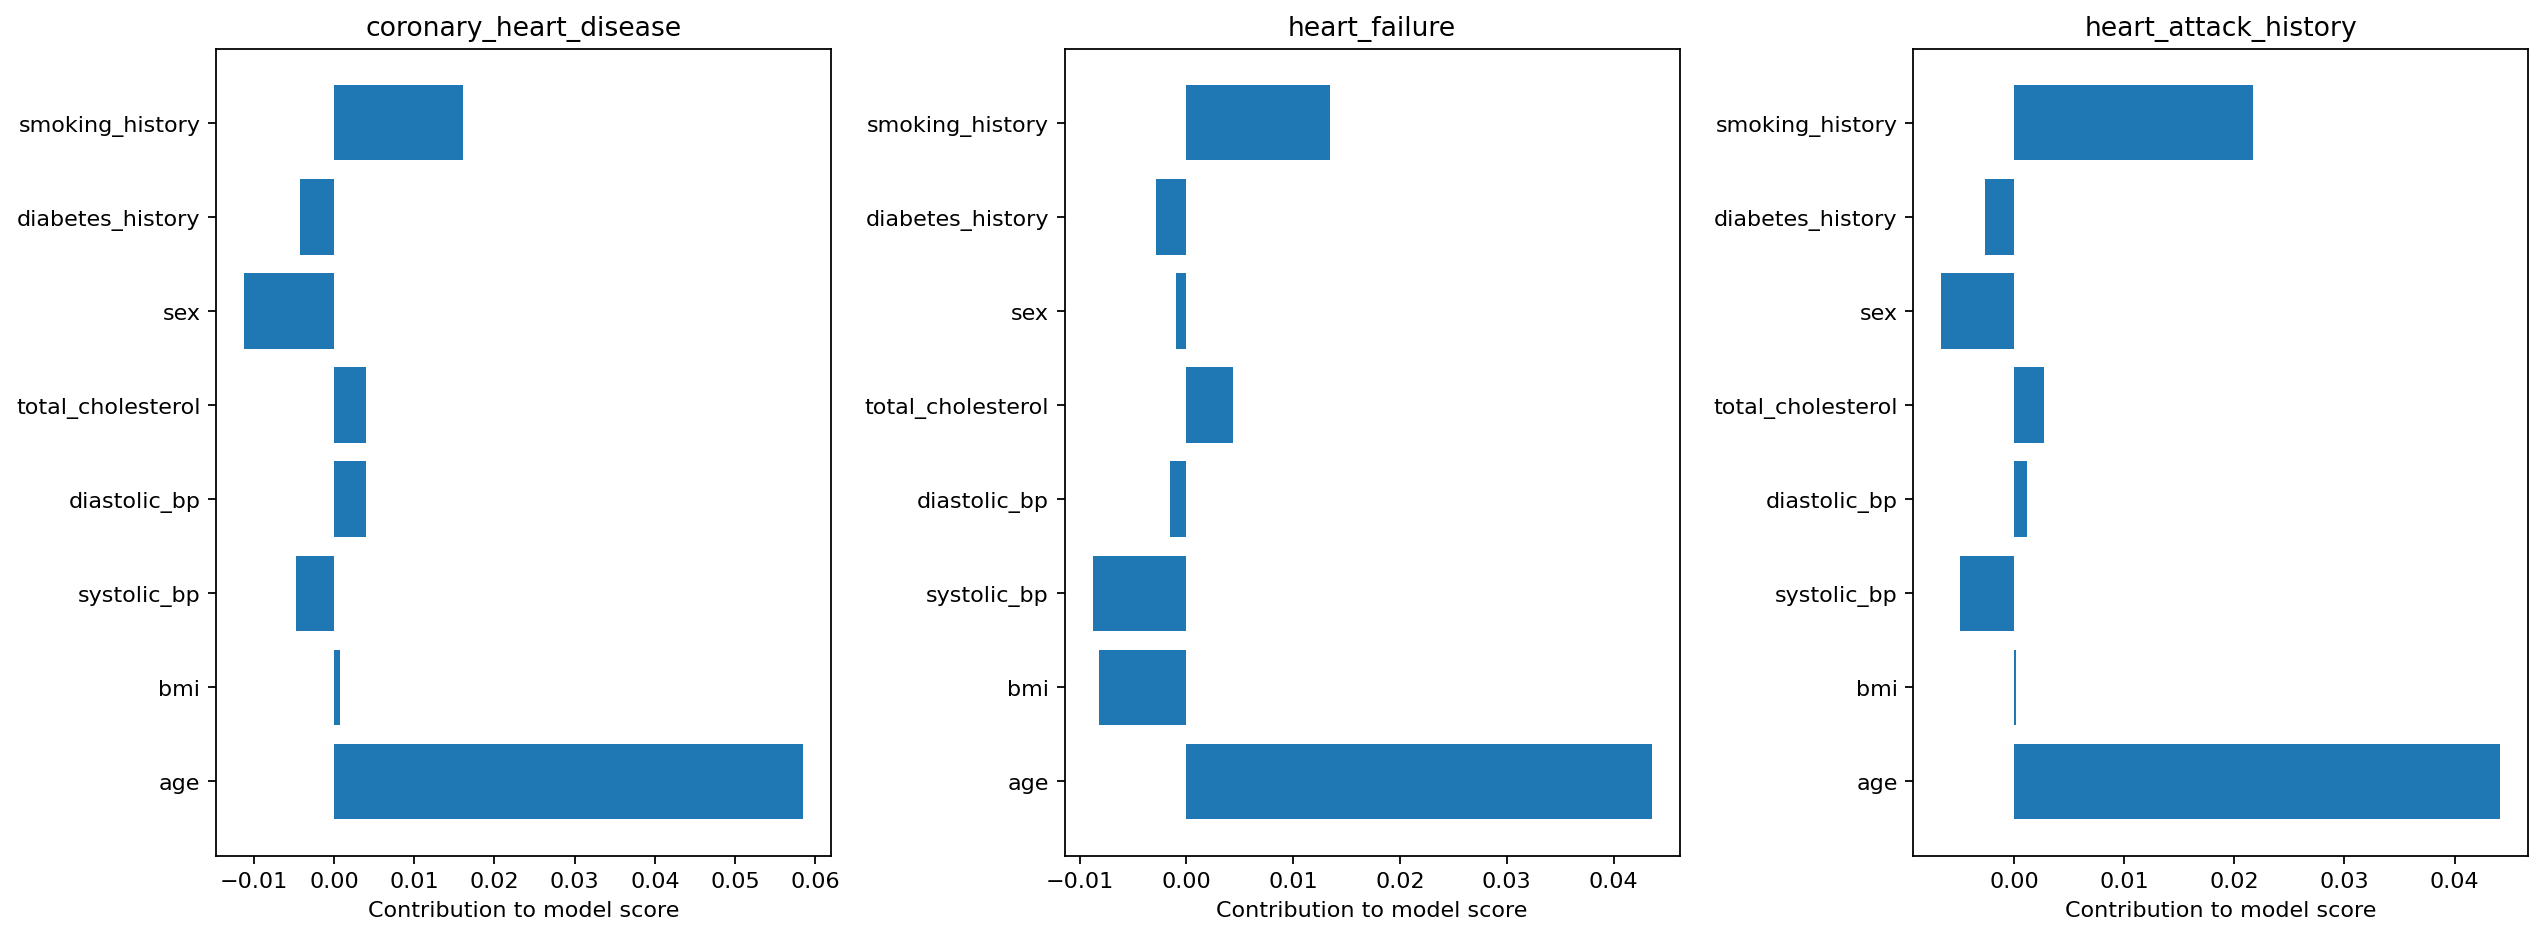 coronary_heart_disease
smoking_history
diabetes_history
sex
total_cholesterol
diastolic_bp
systolic_bp
bmi
age
−0.01 0.00 0.01 0.02 0.03 0.04 0.05 0.06
Contribution to model score
heart_failure
smoking_history
diabetes_history
sex
total_cholesterol
diastolic_bp
systolic_bp
bmi
age
−0.01 0.00 0.01 0.02 0.03 0.04
Contribution to model score
heart_attack_history
smoking_history
diabetes_history
sex
total_cholesterol
diastolic_bp
systolic_bp
bmi
age
0.00 0.01 0.02 0.03 0.04
Contribution to model score